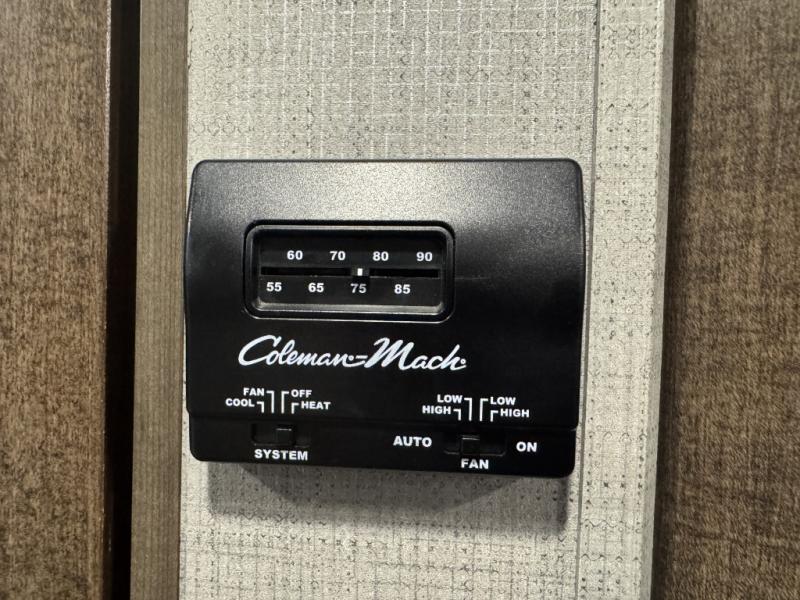 60 70 80 90
55 65 75 85
Coleman-Mach
FAN OFF
COOL HEAT
LOW LOW
HIGH HIGH
AUTO ON
SYSTEM
FAN